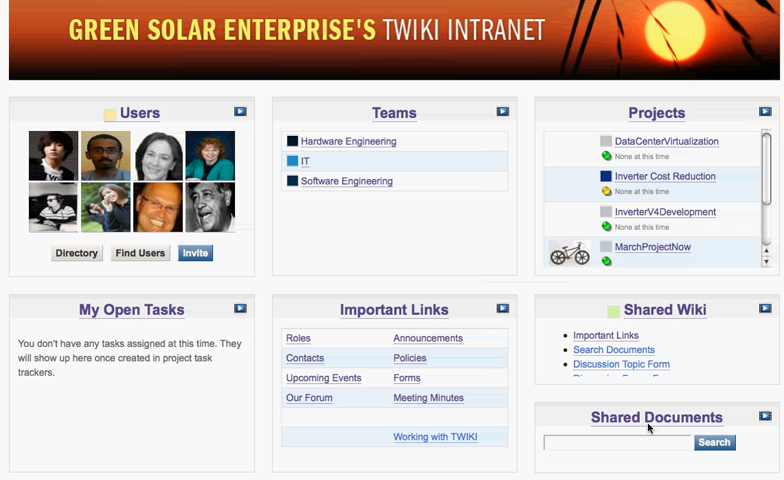 GREEN SOLAR ENTERPRISE'S TWIKI INTRANET
Users
Directory
Find Users
Invite
Teams
Hardware Engineering
IT
Software Engineering
Projects
DataCenterVirtualization
None at this time
Inverter Cost Reduction
None at this time
InverterV4Development
None at this time
MarchProjectNow
My Open Tasks
You don't have any tasks assigned at this time. They
will show up here once created in project task
trackers.
Important Links
Roles
Announcements
Contacts
Policies
Upcoming Events
Forms
Our Forum
Meeting Minutes
Working with TWIKI
Shared Wiki
Important Links
Search Documents
Discussion Topic Form
Shared Documents
Search